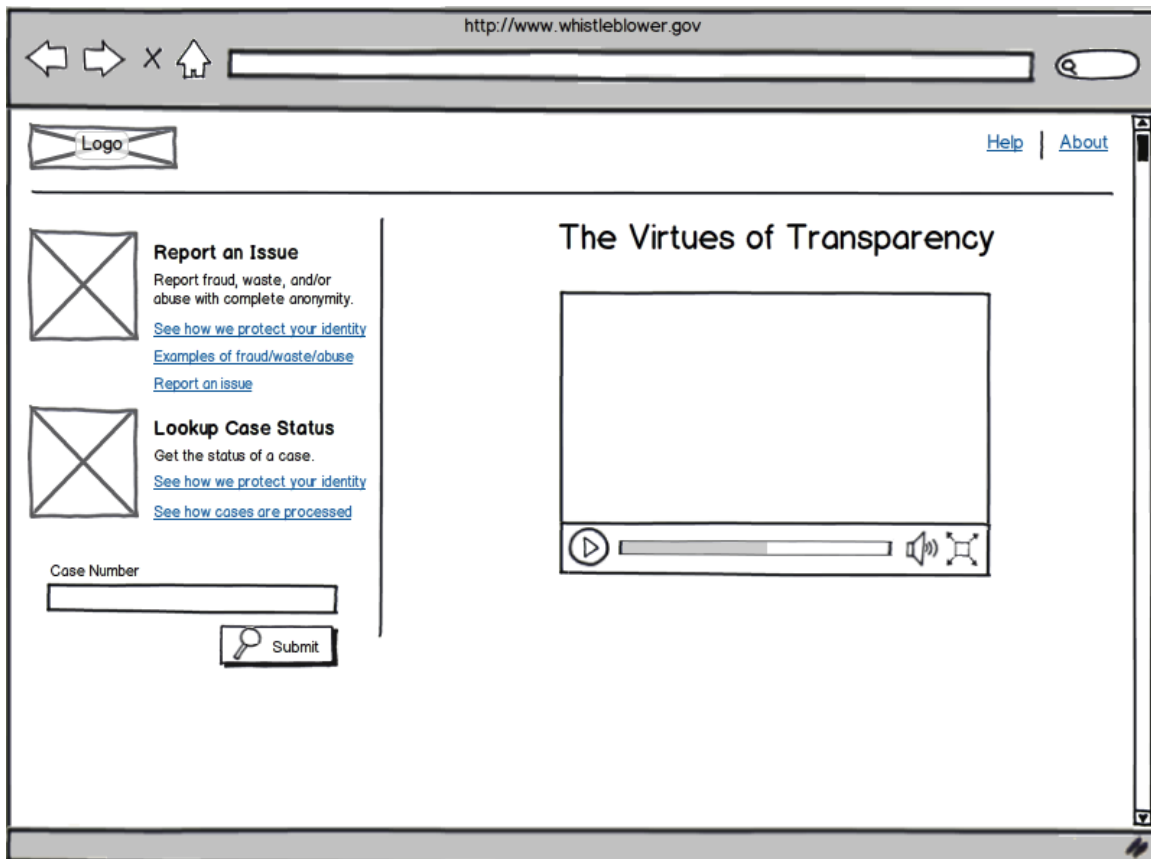 http://www.whistleblower.gov
Logo
Help
About
Report an Issue
Report fraud, waste, and/or
abuse with complete anonymity.
See how we protect your identity
Examples of fraud/waste/abuse
Report an issue
Lookup Case Status
Get the status of a case.
See how we protect your identity
See how cases are processed
Case Number
Submit
The Virtues of Transparency